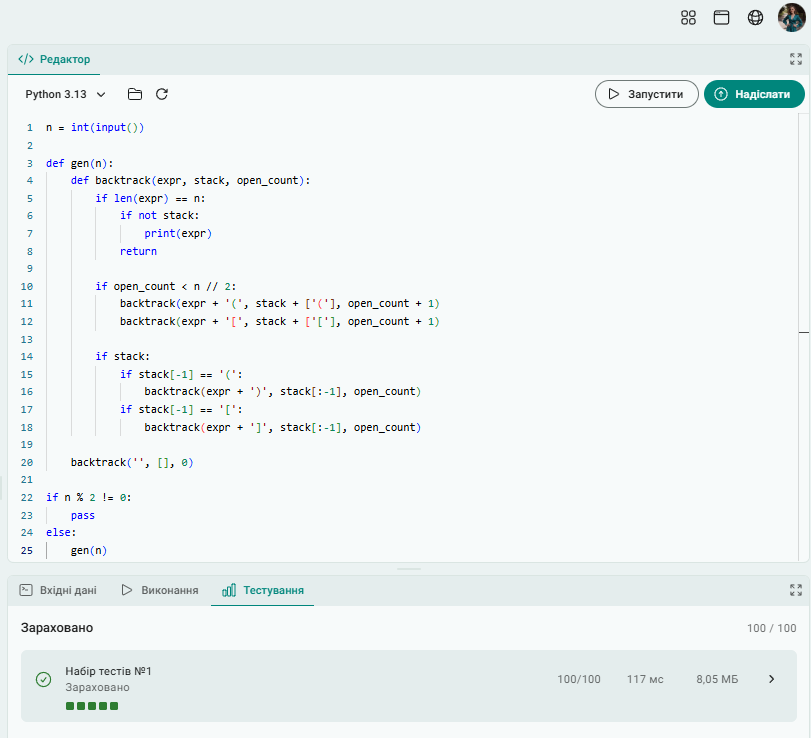 </> Редактор
Python 3.13
Запустити
Надіслати
1 n = int(input())
2
3 def gen(n):
4     def backtrack(expr, stack, open_count):
5         if len(expr) == n:
6             if not stack:
7                 print(expr)
8             return
9
10         if open_count < n // 2:
11             backtrack(expr + '(', stack + ['('], open_count + 1)
12             backtrack(expr + '[', stack + ['['], open_count + 1)
13
14         if stack:
15             if stack[-1] == '(':
16                 backtrack(expr + ')', stack[:-1], open_count)
17             if stack[-1] == '[':
18                 backtrack(expr + ']', stack[:-1], open_count)
19
20     backtrack('', [], 0)
21
22 if n % 2 != 0:
23     pass
24 else:
25     gen(n)
Вхідні дані
Виконання
Тестування
Зараховано
100 / 100
Набір тестів №1
Зараховано
100/100
117 мс
8,05 МБ